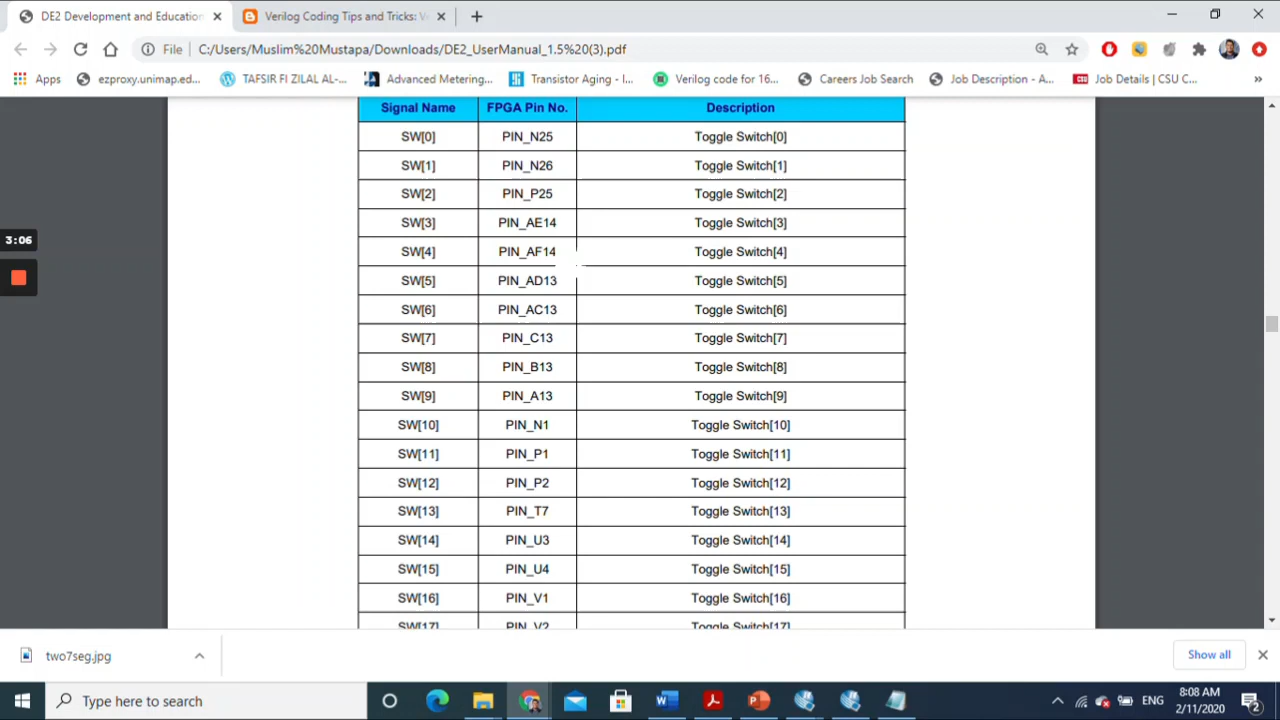 DE2 Development and Education
Verilog Coding Tips and Tricks: V
File C:/Users/Muslim%20Mustapa/Downloads/DE2_UserManual_1.5%20(3).pdf
Apps ezproxy.unimap.ed... TAFSIR FI ZILAL AL-... Advanced Metering... Transistor Aging - I... Verilog code for 16... Careers Job Search Job Description - A... Job Details | CSU C... »
Signal Name FPGA Pin No. Description
SW[0] PIN_N25 Toggle Switch[0]
SW[1] PIN_N26 Toggle Switch[1]
SW[2] PIN_P25 Toggle Switch[2]
SW[3] PIN_AE14 Toggle Switch[3]
SW[4] PIN_AF14 Toggle Switch[4]
SW[5] PIN_AD13 Toggle Switch[5]
SW[6] PIN_AC13 Toggle Switch[6]
SW[7] PIN_C13 Toggle Switch[7]
SW[8] PIN_B13 Toggle Switch[8]
SW[9] PIN_A13 Toggle Switch[9]
SW[10] PIN_N1 Toggle Switch[10]
SW[11] PIN_P1 Toggle Switch[11]
SW[12] PIN_P2 Toggle Switch[12]
SW[13] PIN_T7 Toggle Switch[13]
SW[14] PIN_U3 Toggle Switch[14]
SW[15] PIN_U4 Toggle Switch[15]
SW[16] PIN_V1 Toggle Switch[16]
SW[17] PIN_V2 Toggle Switch[17]
3:06
two7seg.jpg
Show all
Type here to search
ENG
8:08 AM
2/11/2020
2